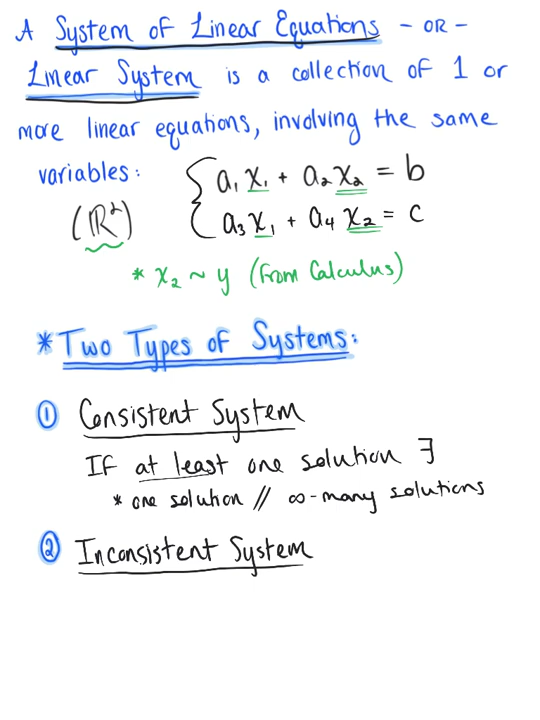 A System of Linear Equations - OR -
Linear System is a collection of 1 or
more linear equations, involving the same
variables: { a₁x₁ + a₂x₂ = b
(ℝ²) a₃x₁ + a₄x₂ = c
* x₂ ~ y (from Calculus)
* Two Types of Systems:
① Consistent System
If at least one solution ∃
* one solution // ∞-many solutions
② Inconsistent System